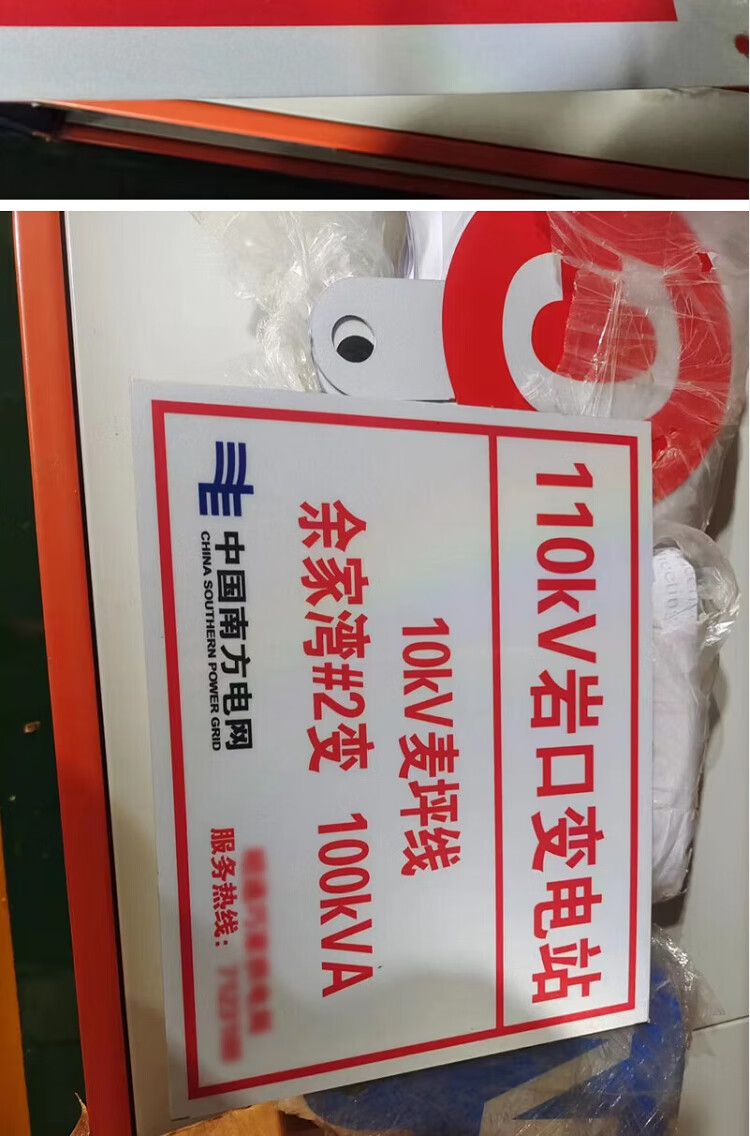 110kV岩口变电站
10kV麦坪线
余家湾#2变 100kVA
中国南方电网
CHINA SOUTHERN POWER GRID
服务热线：